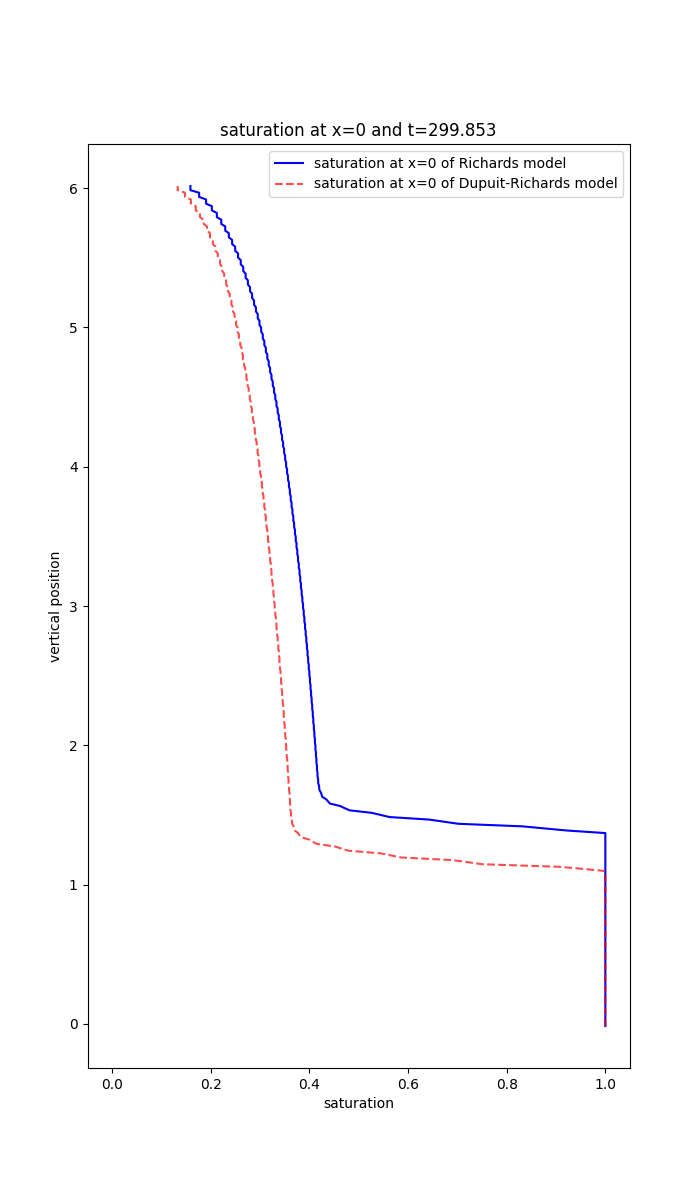 saturation at x=0 and t=299.853
saturation at x=0 of Richards model
saturation at x=0 of Dupuit-Richards model
6
5
4
3
2
1
0
vertical position
0.0 0.2 0.4 0.6 0.8 1.0
saturation